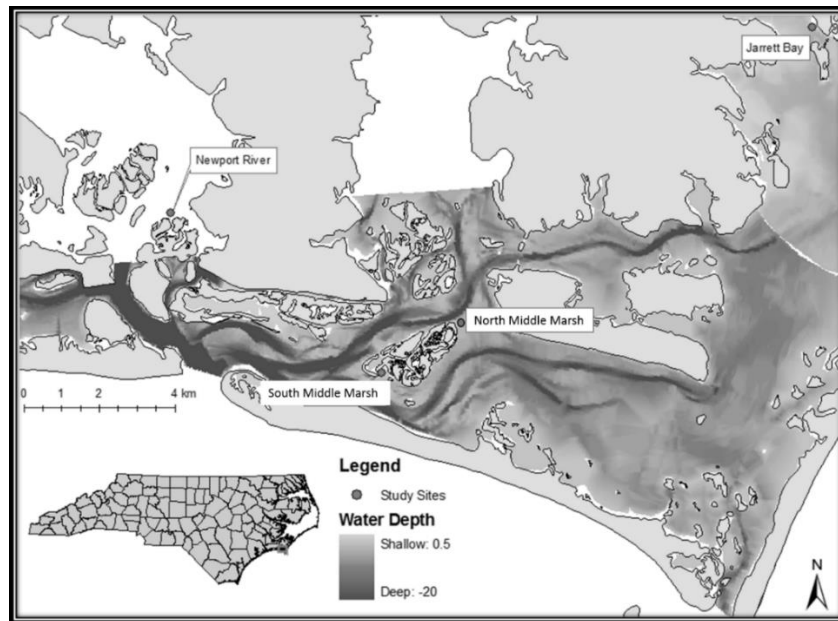 Jarrett Bay
Newport River
North Middle Marsh
South Middle Marsh
0 1 2 4 km
Legend
Study Sites
Water Depth
Shallow: 0.5
Deep: -20
N